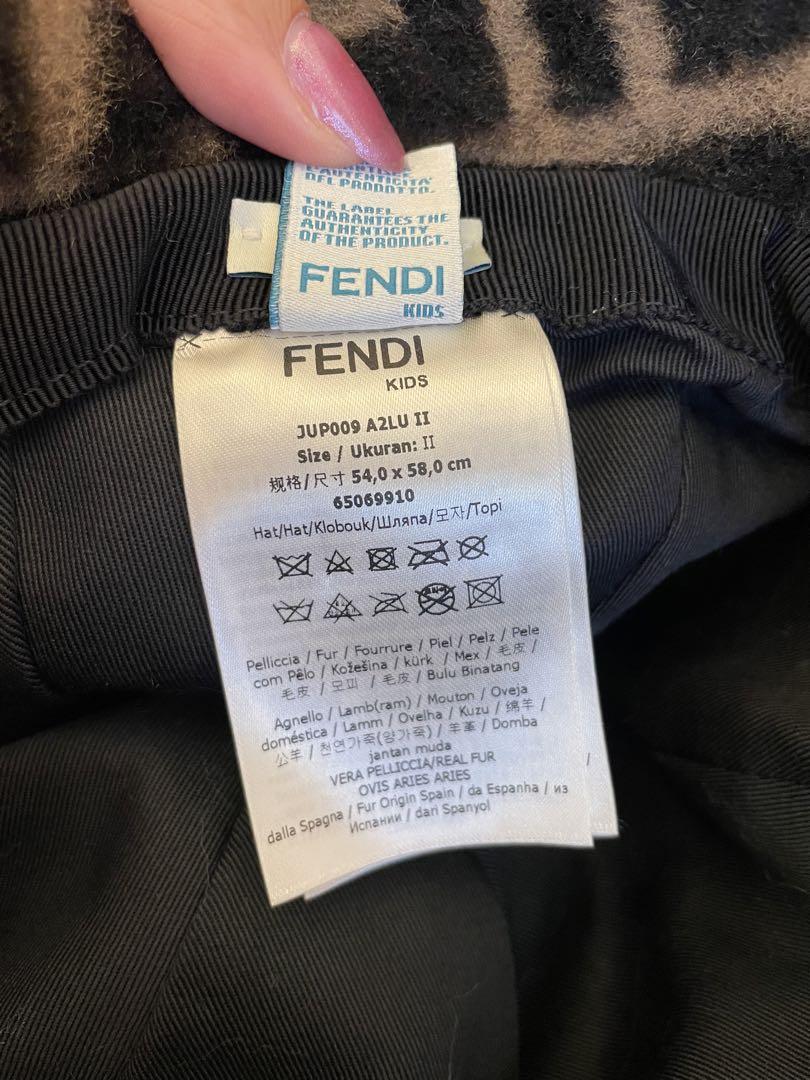 L'AUTENTICITA'
DEL PRODOTTO.
THE LABEL
GUARANTEES THE
AUTHENTICITY
OF THE PRODUCT.
FENDI
KIDS
FENDI
KIDS
JUP009 A2LU II
Size / Ukuran: II
规格/尺寸 54,0 x 58,0 cm
65069910
Hat/Hat/Klobouk/Шляпа/모자/Topi
Pelliccia / Fur / Fourrure / Piel / Pelz / Pele
com Pêlo / Kožešina / kürk / Мех / 毛皮 /
毛皮 / 모피 / 毛皮 / Bulu Binatang
Agnello / Lamb(ram) / Mouton / Oveja
doméstica / Lamm / Ovelha / Kuzu / 绵羊 /
公羊 / 천연가죽(양가죽) / 羊革 / Domba
jantan muda
VERA PELLICCIA/REAL FUR
OVIS ARIES ARIES
dalla Spagna / Fur Origin Spain / da Espanha / из
Испании / dari Spanyol